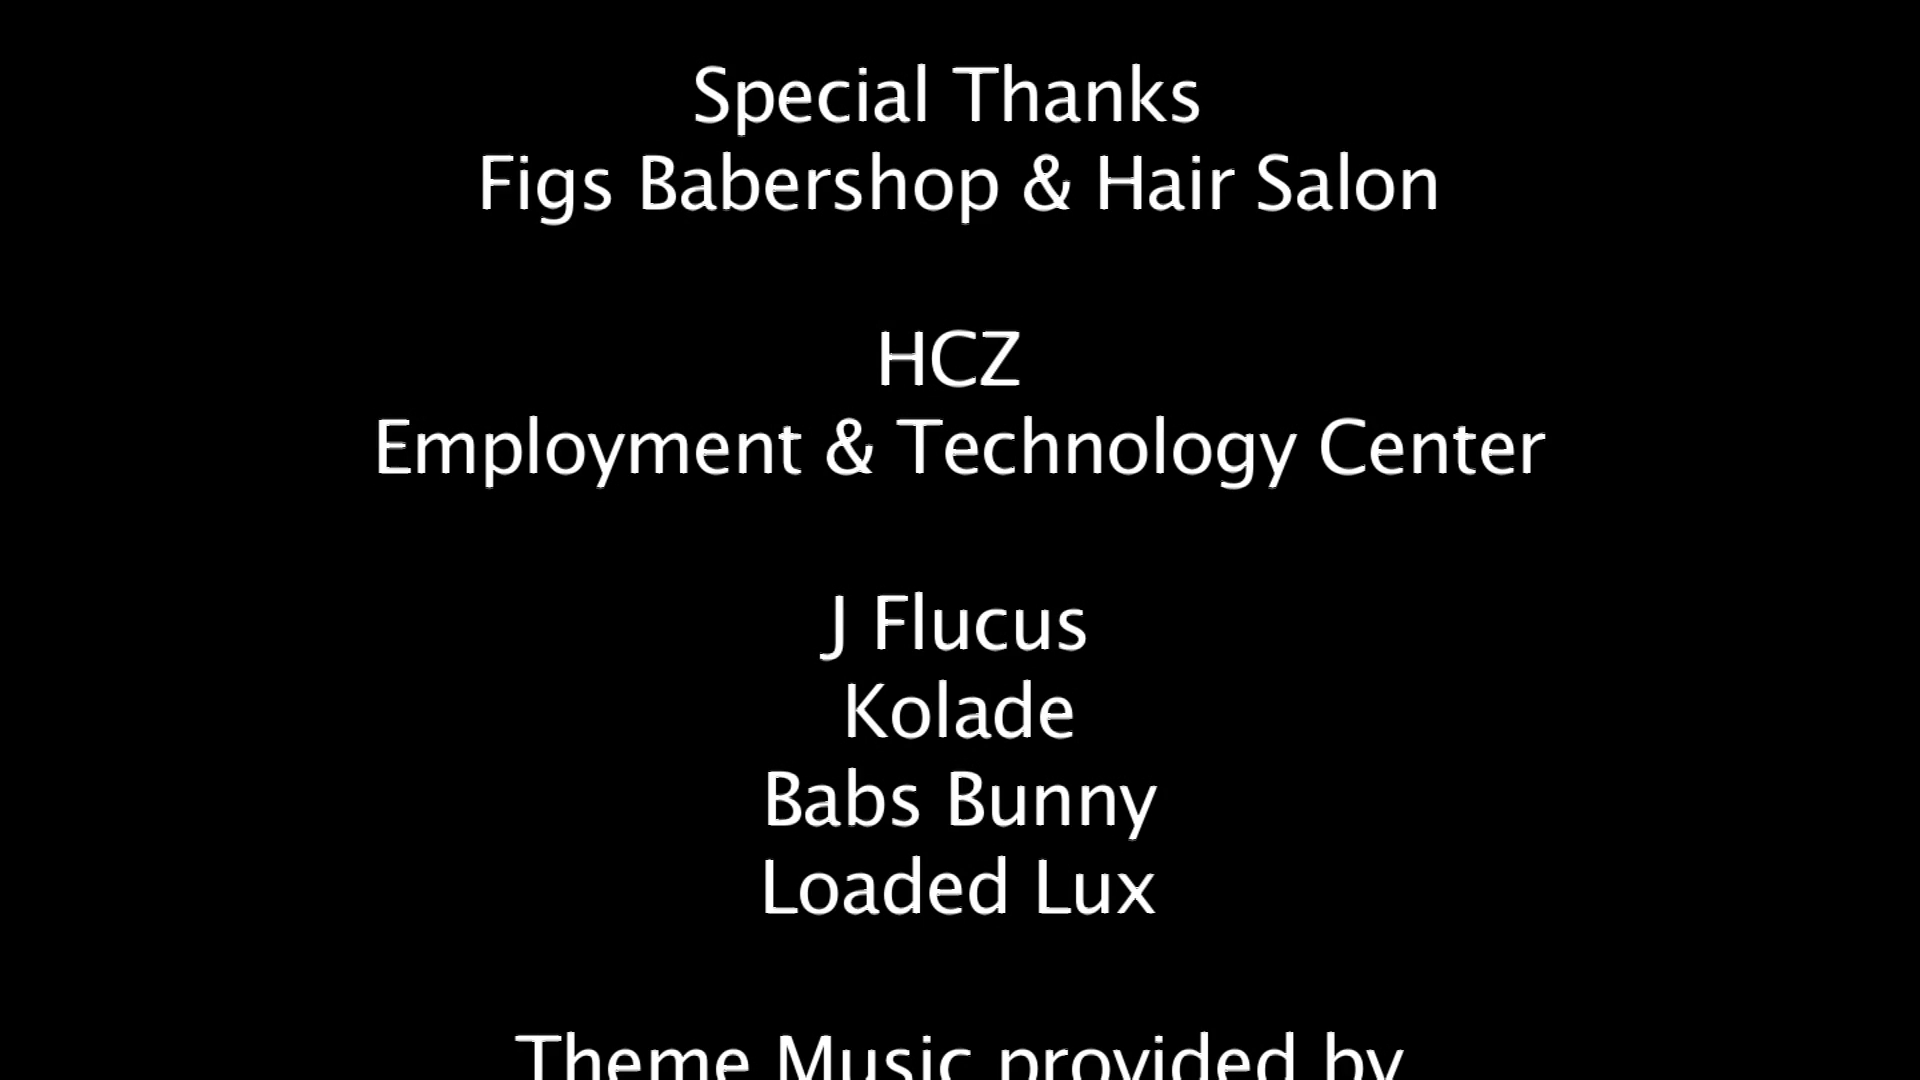 Special Thanks
Figs Babershop & Hair Salon
HCZ
Employment & Technology Center
J Flucus
Kolade
Babs Bunny
Loaded Lux
Theme Music provided by